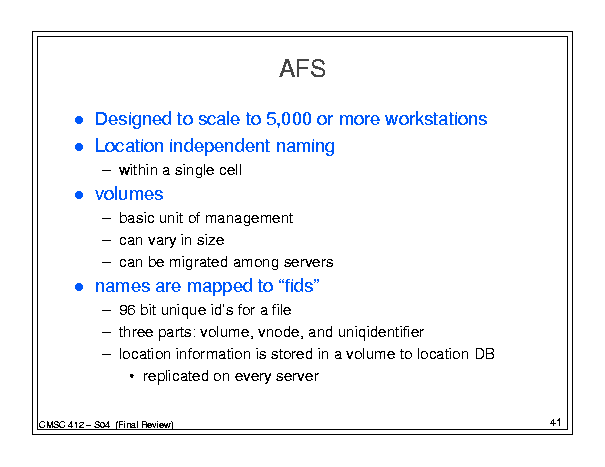 AFS
● Designed to scale to 5,000 or more workstations
● Location independent naming
– within a single cell
● volumes
– basic unit of management
– can vary in size
– can be migrated among servers
● names are mapped to “fids”
– 96 bit unique id's for a file
– three parts: volume, vnode, and uniqidentifier
– location information is stored in a volume to location DB
• replicated on every server
CMSC 412 – S04 (Final Review)
41